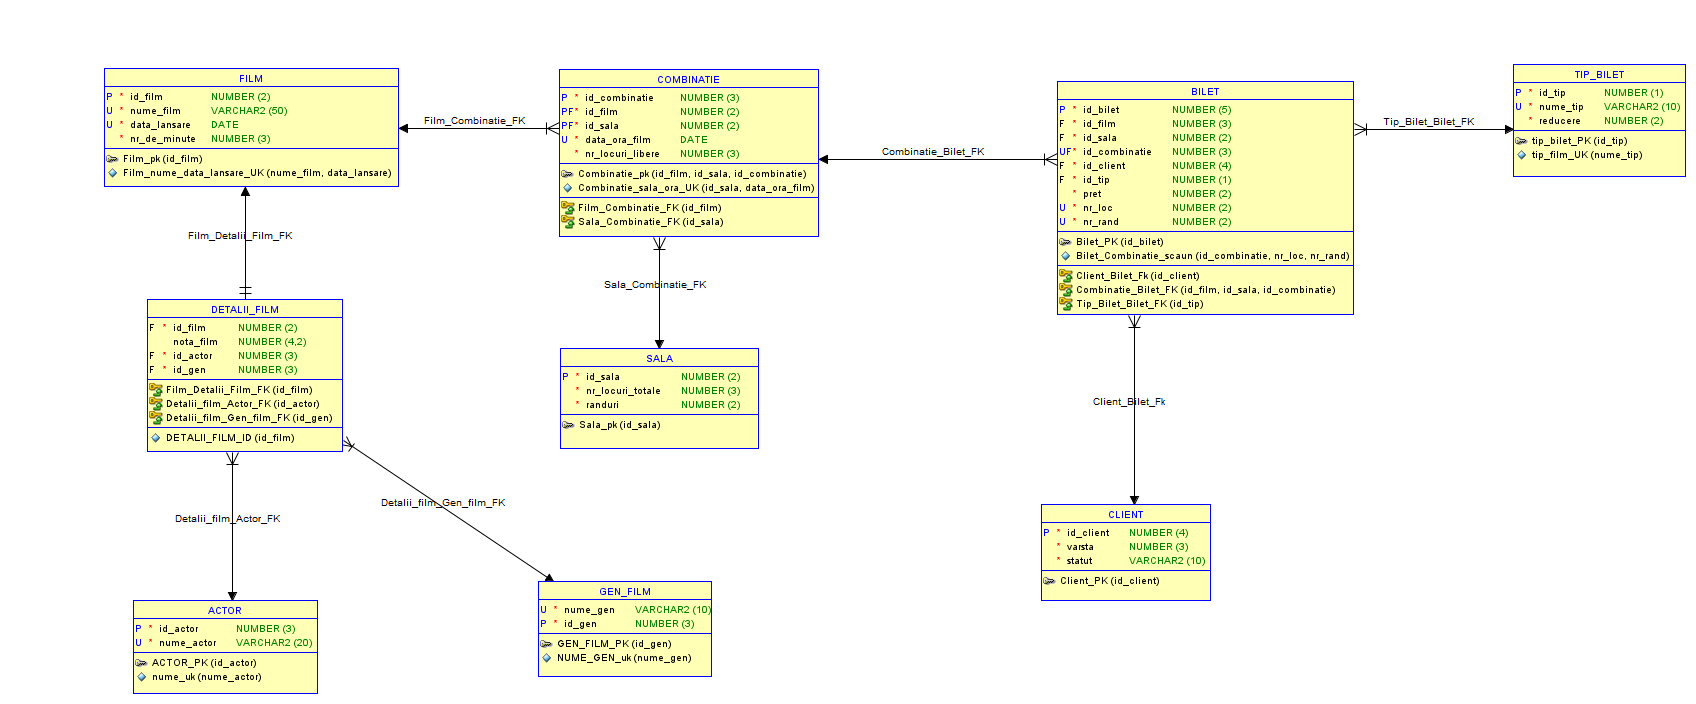 FILM
P * id_film NUMBER (2)
U * nume_film VARCHAR2 (50)
U * data_lansare DATE
* nr_de_minute NUMBER (3)
Film_pk (id_film)
Film_nume_data_lansare_UK (nume_film, data_lansare)
Film_Combinatie_FK
COMBINATIE
P * id_combinatie NUMBER (3)
PF* id_film NUMBER (2)
PF* id_sala NUMBER (2)
U * data_ora_film DATE
* nr_locuri_libere NUMBER (3)
Combinatie_pk (id_film, id_sala, id_combinatie)
Combinatie_sala_ora_UK (id_sala, data_ora_film)
Film_Combinatie_FK (id_film)
Sala_Combinatie_FK (id_sala)
Combinatie_Bilet_FK
BILET
P * id_bilet NUMBER (5)
F * id_film NUMBER (3)
F * id_sala NUMBER (2)
UF* id_combinatie NUMBER (3)
F * id_client NUMBER (4)
F * id_tip NUMBER (1)
* pret NUMBER (2)
U * nr_loc NUMBER (2)
U * nr_rand NUMBER (2)
Bilet_PK (id_bilet)
Bilet_Combinatie_scaun (id_combinatie, nr_loc, nr_rand)
Client_Bilet_Fk (id_client)
Combinatie_Bilet_FK (id_film, id_sala, id_combinatie)
Tip_Bilet_Bilet_FK (id_tip)
Tip_Bilet_Bilet_FK
TIP_BILET
P * id_tip NUMBER (1)
U * nume_tip VARCHAR2 (10)
* reducere NUMBER (2)
tip_bilet_PK (id_tip)
tip_film_UK (nume_tip)
Film_Detalii_Film_FK
DETALII_FILM
F * id_film NUMBER (2)
nota_film NUMBER (4,2)
F * id_actor NUMBER (3)
F * id_gen NUMBER (3)
Film_Detalii_Film_FK (id_film)
Detalii_film_Actor_FK (id_actor)
Detalii_film_Gen_film_FK (id_gen)
DETALII_FILM_ID (id_film)
Sala_Combinatie_FK
SALA
P * id_sala NUMBER (2)
* nr_locuri_totale NUMBER (3)
* randuri NUMBER (2)
Sala_pk (id_sala)
Client_Bilet_Fk
Detalii_film_Actor_FK
Detalii_film_Gen_film_FK
CLIENT
P * id_client NUMBER (4)
* varsta NUMBER (3)
* statut VARCHAR2 (10)
Client_PK (id_client)
ACTOR
P * id_actor NUMBER (3)
U * nume_actor VARCHAR2 (20)
ACTOR_PK (id_actor)
nume_uk (nume_actor)
GEN_FILM
U * nume_gen VARCHAR2 (10)
P * id_gen NUMBER (3)
GEN_FILM_PK (id_gen)
NUME_GEN_uk (nume_gen)